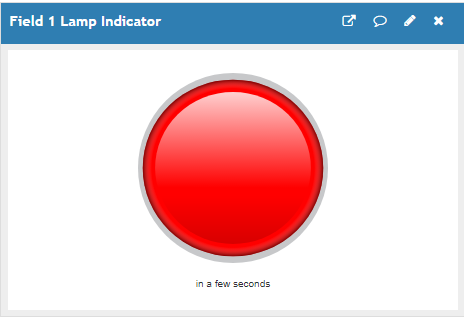 Field 1 Lamp Indicator
in a few seconds